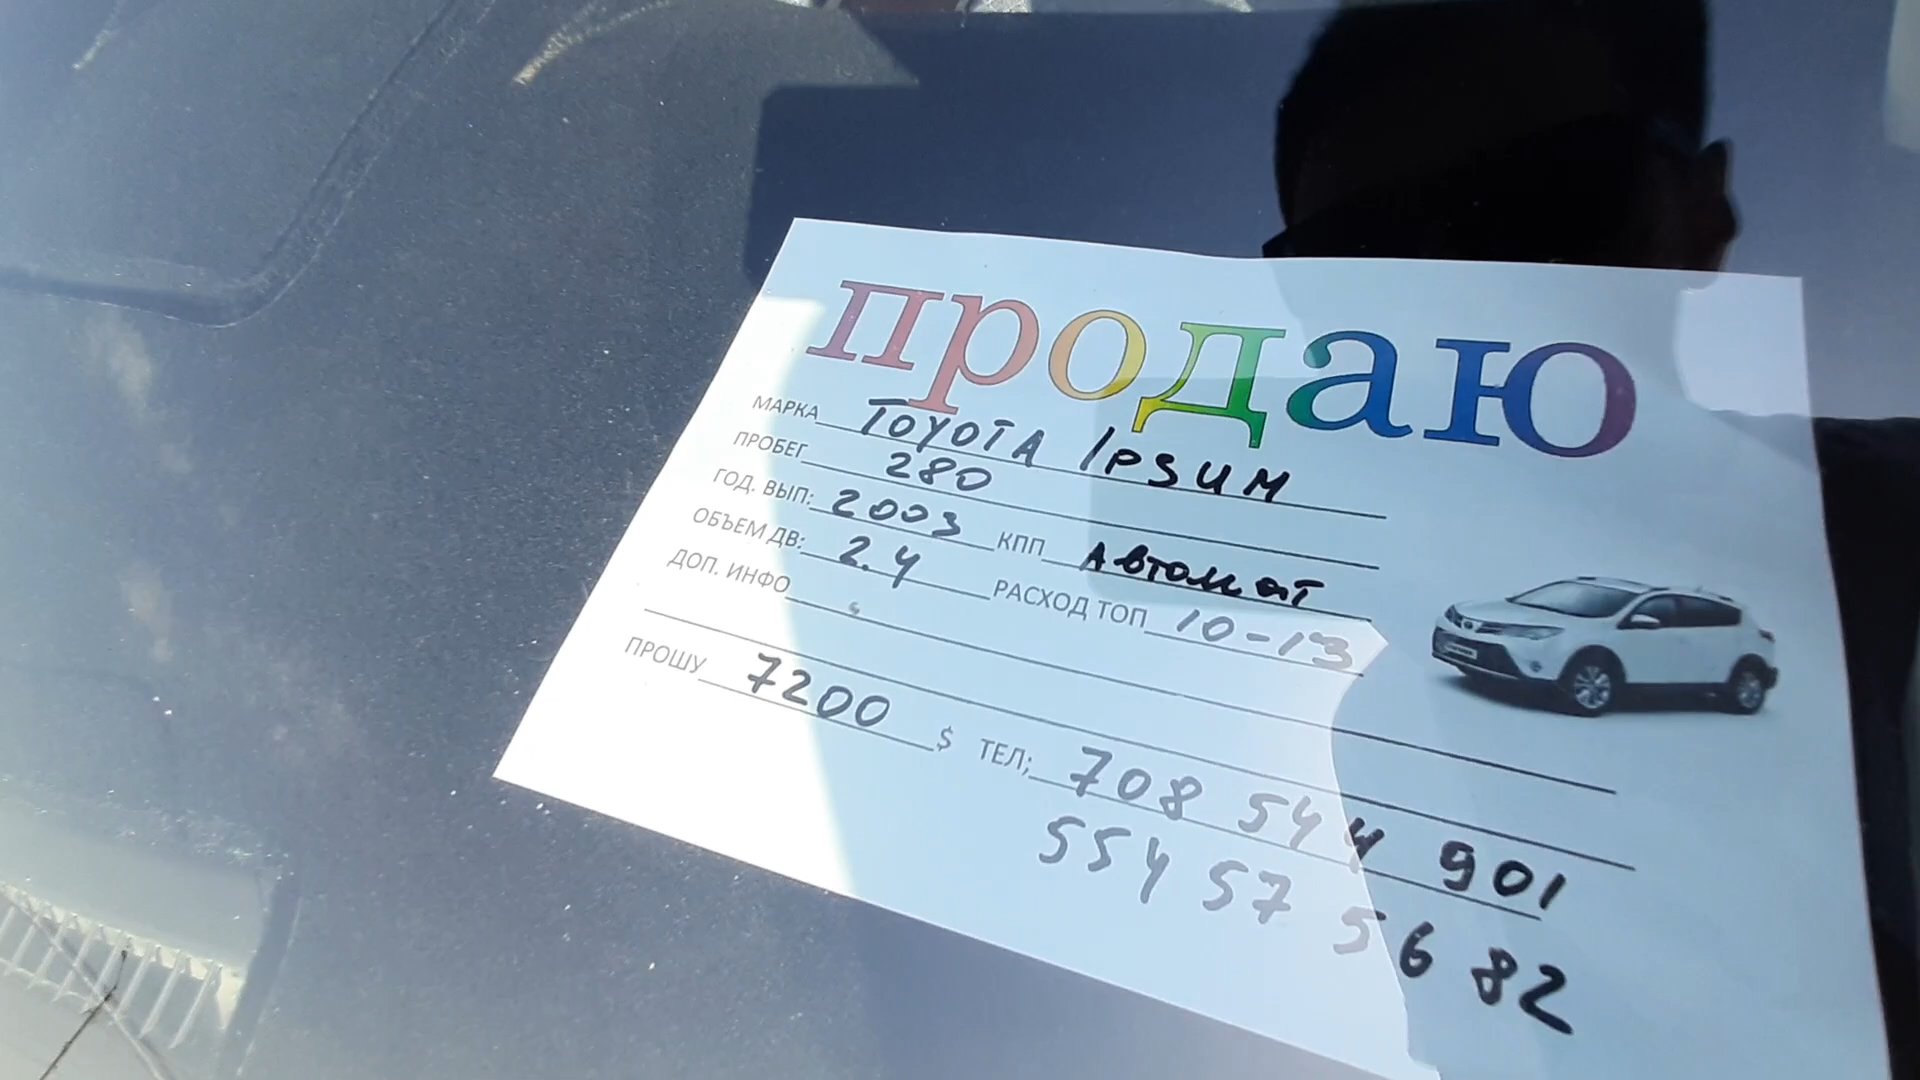 продаю
МАРКА TOYOTA IPSUM
ПРОБЕГ 280
ГОД. ВЫП: 2003 КПП Автомат
ОБЪЕМ ДВ: 2.4 РАСХОД ТОП 10-13
ДОП. ИНФО
ПРОШУ 7200 $ ТЕЛ; 708 544 901
554 57 56 82